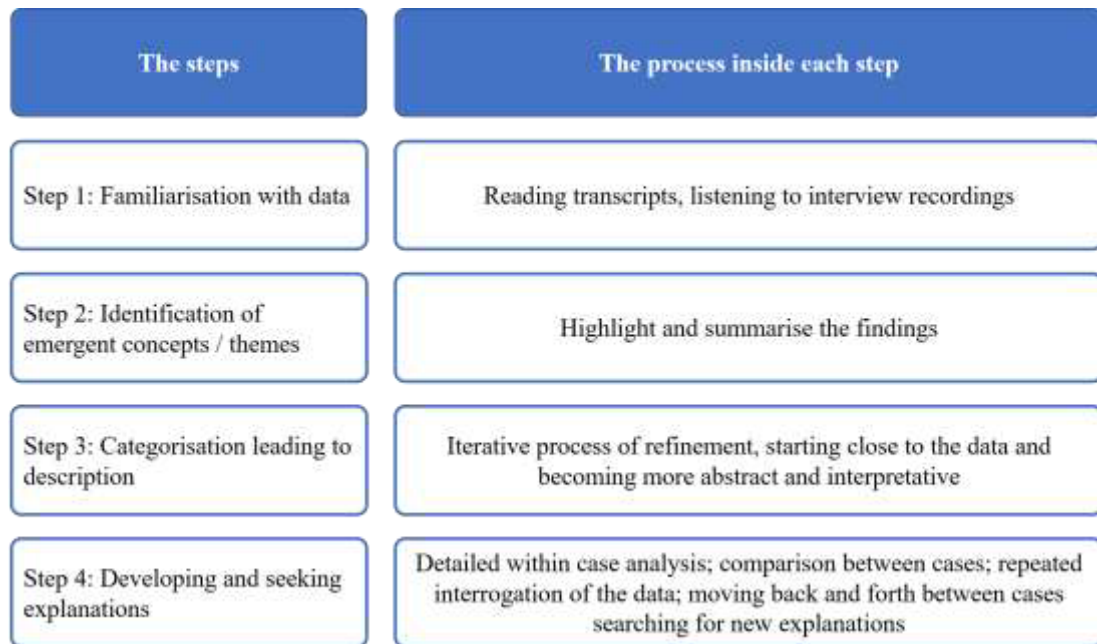 The steps
The process inside each step
Step 1: Familiarisation with data
Reading transcripts, listening to interview recordings
Step 2: Identification of
emergent concepts / themes
Highlight and summarise the findings
Step 3: Categorisation leading to
description
Iterative process of refinement, starting close to the data and
becoming more abstract and interpretative
Step 4: Developing and seeking
explanations
Detailed within case analysis; comparison between cases; repeated
interrogation of the data; moving back and forth between cases
searching for new explanations